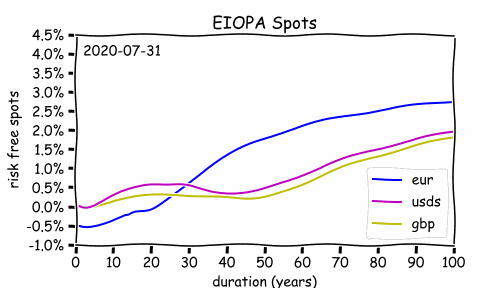 EIOPA Spots
4.5%
4.0%
3.5%
3.0%
2.5%
2.0%
1.5%
1.0%
0.5%
0.0%
-0.5%
-1.0%
risk free spots
2020-07-31
eur
usds
gbp
0 10 20 30 40 50 60 70 80 90 100
duration (years)